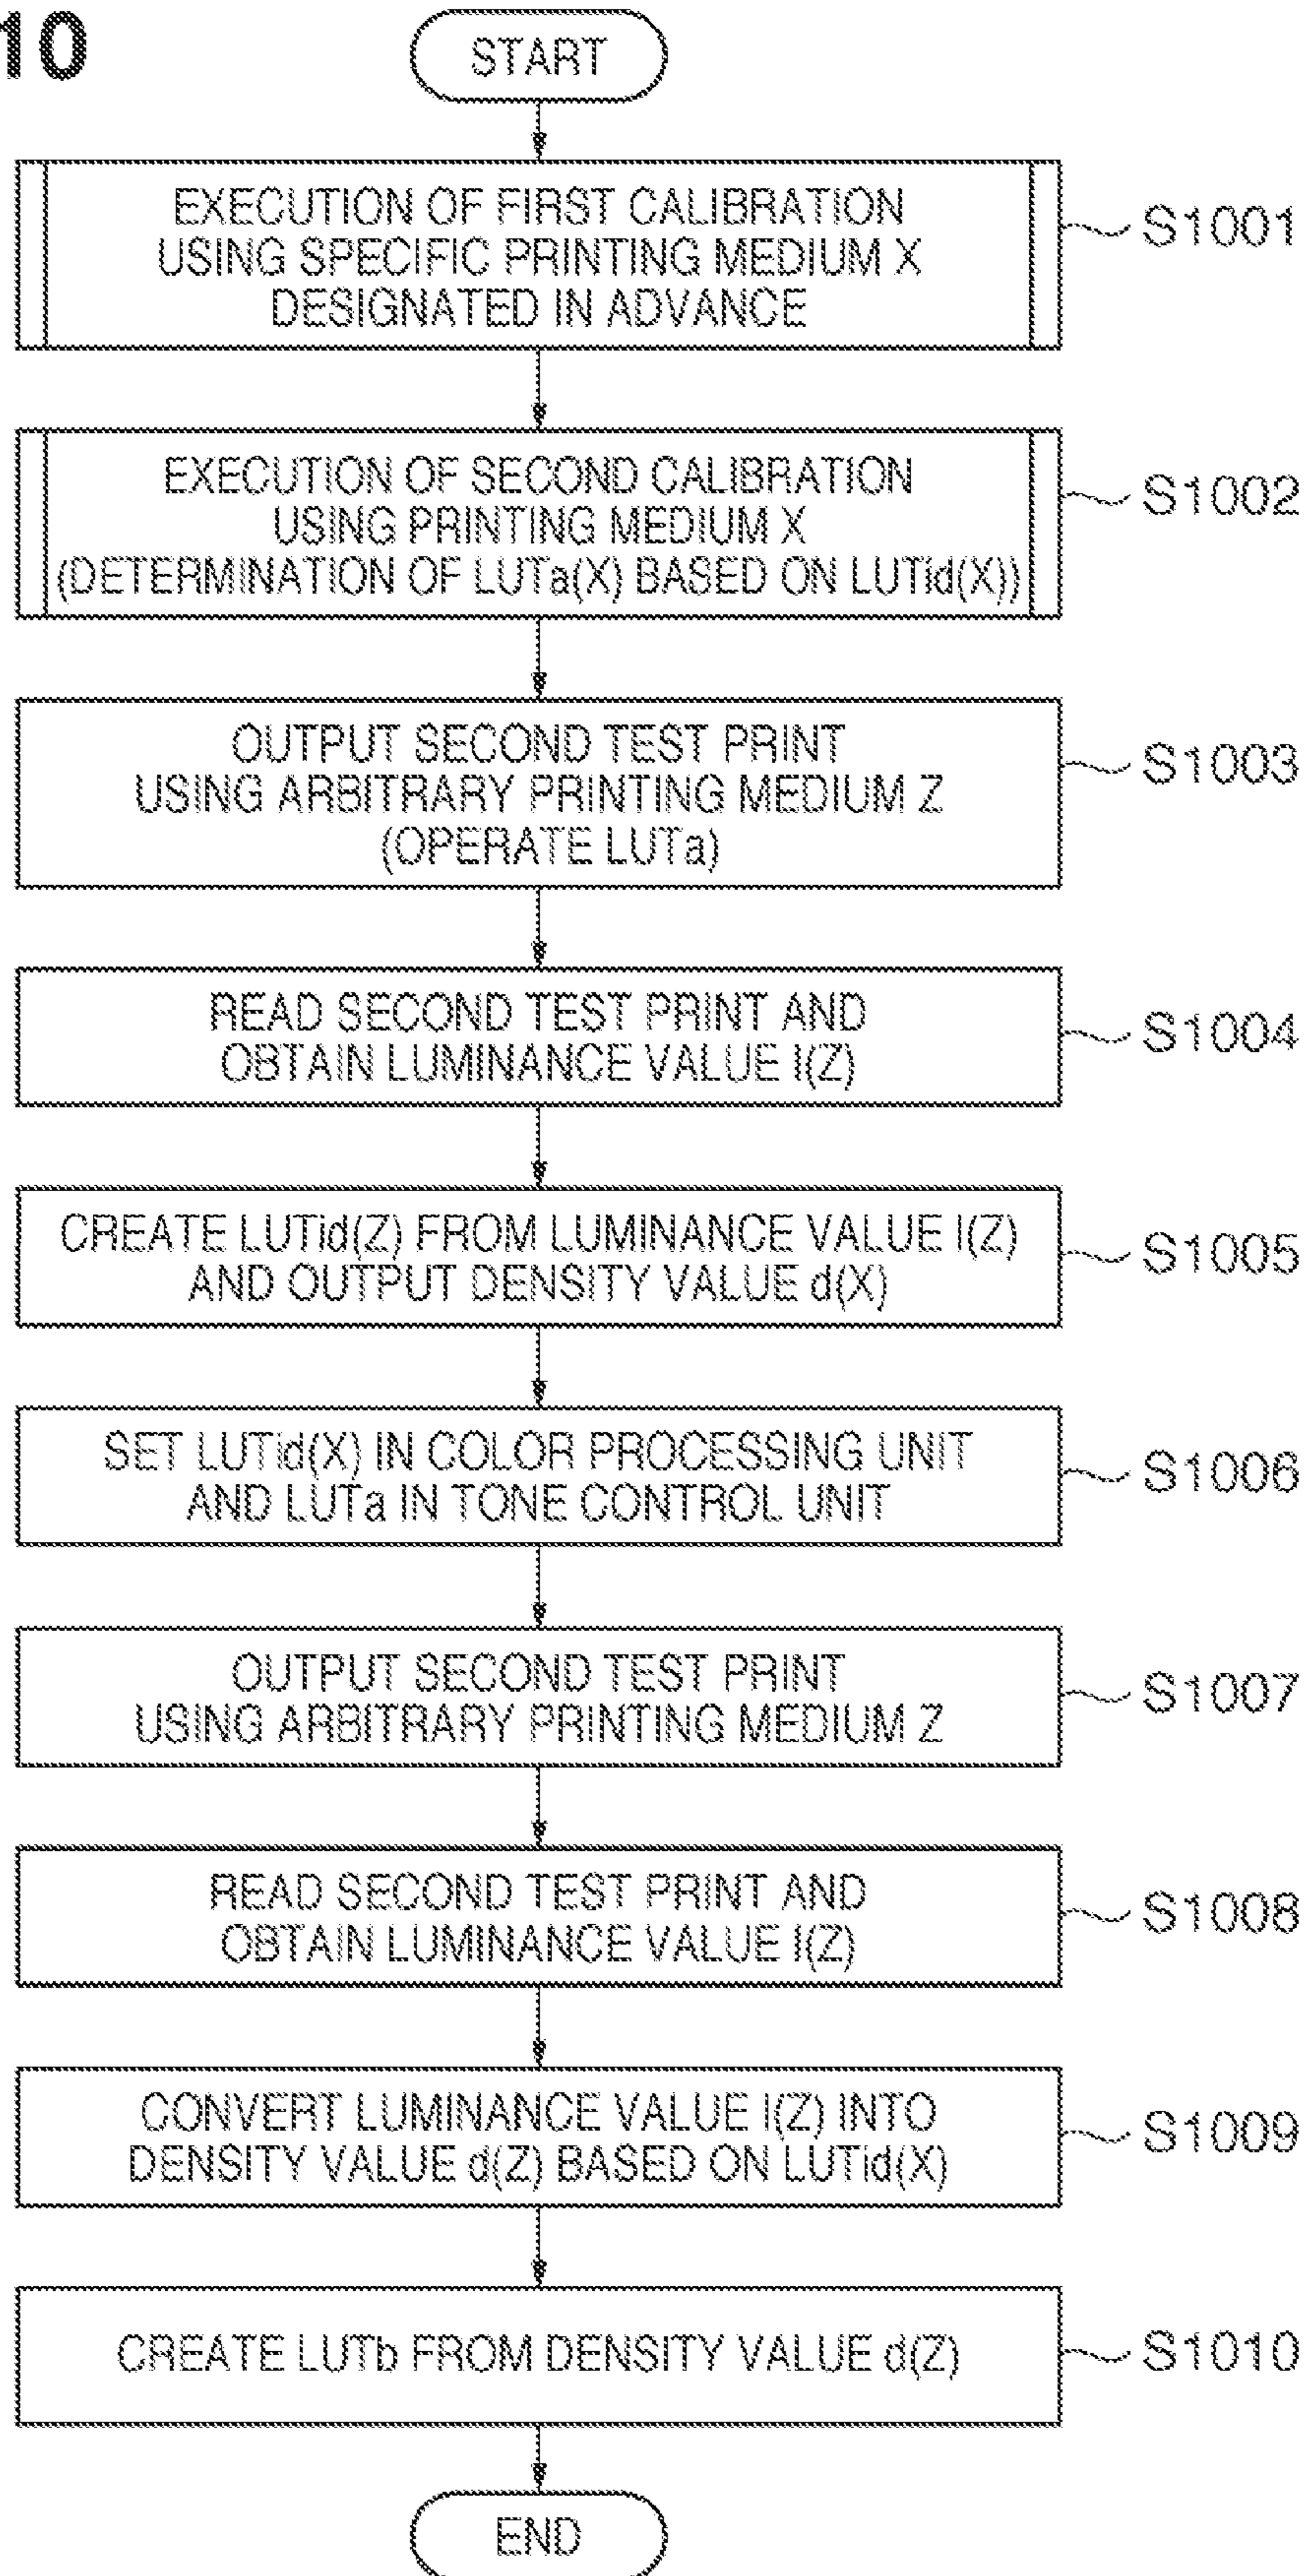 10
START
EXECUTION OF FIRST CALIBRATION
USING SPECIFIC PRINTING MEDIUM X
DESIGNATED IN ADVANCE
S1001
EXECUTION OF SECOND CALIBRATION
USING PRINTING MEDIUM X
(DETERMINATION OF LUTa(X) BASED ON LUTid(X))
S1002
OUTPUT SECOND TEST PRINT
USING ARBITRARY PRINTING MEDIUM Z
(OPERATE LUTa)
S1003
READ SECOND TEST PRINT AND
OBTAIN LUMINANCE VALUE I(Z)
S1004
CREATE LUTid(Z) FROM LUMINANCE VALUE I(Z)
AND OUTPUT DENSITY VALUE d(X)
S1005
SET LUTid(X) IN COLOR PROCESSING UNIT
AND LUTa IN TONE CONTROL UNIT
S1006
OUTPUT SECOND TEST PRINT
USING ARBITRARY PRINTING MEDIUM Z
S1007
READ SECOND TEST PRINT AND
OBTAIN LUMINANCE VALUE I(Z)
S1008
CONVERT LUMINANCE VALUE I(Z) INTO
DENSITY VALUE d(Z) BASED ON LUTid(X)
S1009
CREATE LUTb FROM DENSITY VALUE d(Z)
S1010
END